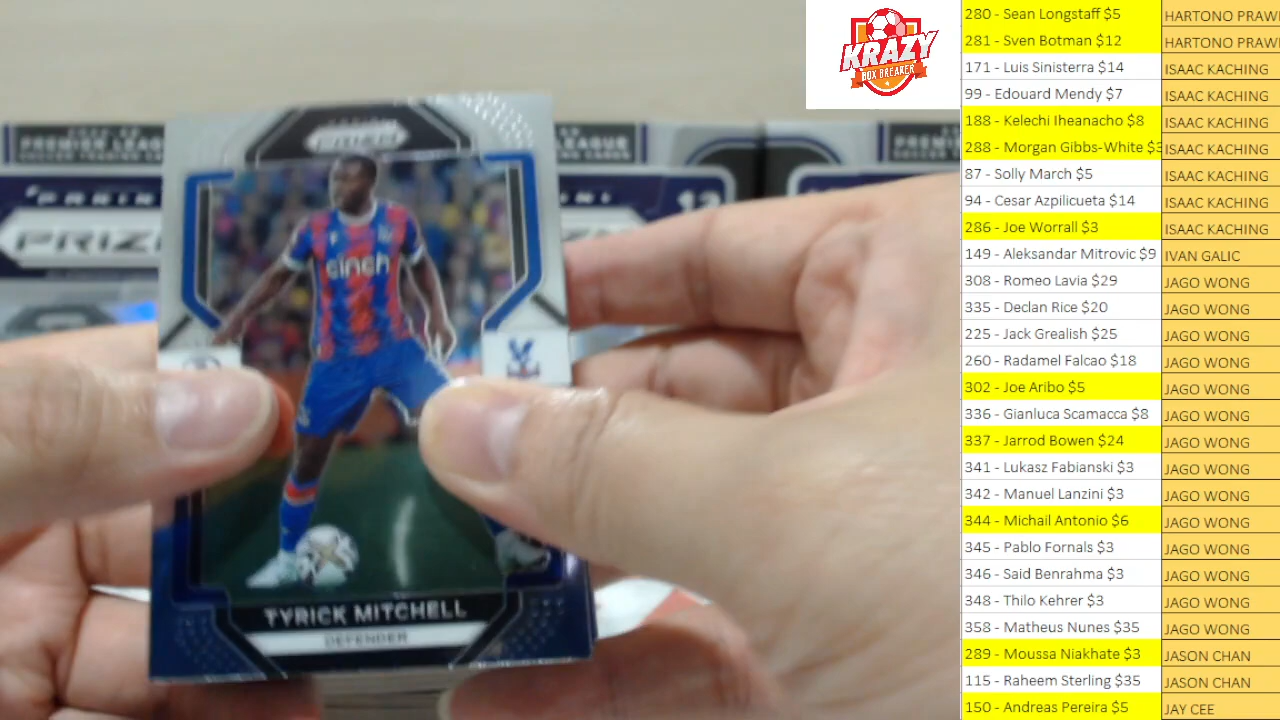 KRAZY
BOX BREAKER
PREMIER LEAGUE
SOCCER TRADING CARDS
PANINI
PRIZM
cinch
TYRICK MITCHELL
DEFENDER
280 - Sean Longstaff $5 HARTONO PRAWI
281 - Sven Botman $12 HARTONO PRAWI
171 - Luis Sinisterra $14 ISAAC KACHING
99 - Edouard Mendy $7 ISAAC KACHING
188 - Kelechi Iheanacho $8 ISAAC KACHING
288 - Morgan Gibbs-White $3 ISAAC KACHING
87 - Solly March $5 ISAAC KACHING
94 - Cesar Azpilicueta $14 ISAAC KACHING
286 - Joe Worrall $3 ISAAC KACHING
149 - Aleksandar Mitrovic $9 IVAN GALIC
308 - Romeo Lavia $29 JAGO WONG
335 - Declan Rice $20 JAGO WONG
225 - Jack Grealish $25 JAGO WONG
260 - Radamel Falcao $18 JAGO WONG
302 - Joe Aribo $5 JAGO WONG
336 - Gianluca Scamacca $8 JAGO WONG
337 - Jarrod Bowen $24 JAGO WONG
341 - Lukasz Fabianski $3 JAGO WONG
342 - Manuel Lanzini $3 JAGO WONG
344 - Michail Antonio $6 JAGO WONG
345 - Pablo Fornals $3 JAGO WONG
346 - Said Benrahma $3 JAGO WONG
348 - Thilo Kehrer $3 JAGO WONG
358 - Matheus Nunes $35 JAGO WONG
289 - Moussa Niakhate $3 JASON CHAN
115 - Raheem Sterling $35 JASON CHAN
150 - Andreas Pereira $5 JAY CEE